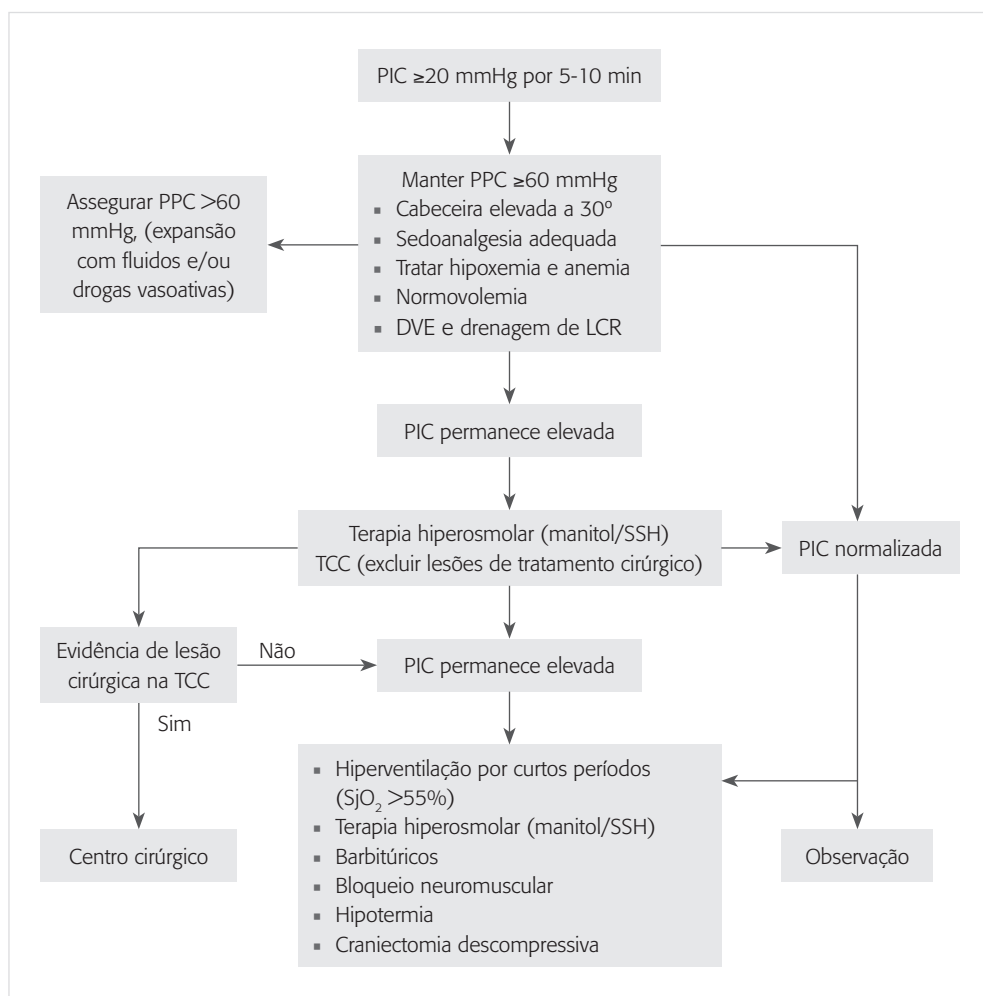 PIC ≥20 mmHg por 5-10 min
Manter PPC ≥60 mmHg
▪ Cabeceira elevada a 30º
▪ Sedoanalgesia adequada
▪ Tratar hipoxemia e anemia
▪ Normovolemia
▪ DVE e drenagem de LCR
Assegurar PPC >60
mmHg, (expansão
com fluidos e/ou
drogas vasoativas)
PIC permanece elevada
Terapia hiperosmolar (manitol/SSH)
TCC (excluir lesões de tratamento cirúrgico)
PIC normalizada
Evidência de lesão
cirúrgica na TCC
Não
PIC permanece elevada
Sim
▪ Hiperventilação por curtos períodos
(SjO₂ >55%)
▪ Terapia hiperosmolar (manitol/SSH)
▪ Barbitúricos
▪ Bloqueio neuromuscular
▪ Hipotermia
▪ Craniectomia descompressiva
Centro cirúrgico
Observação